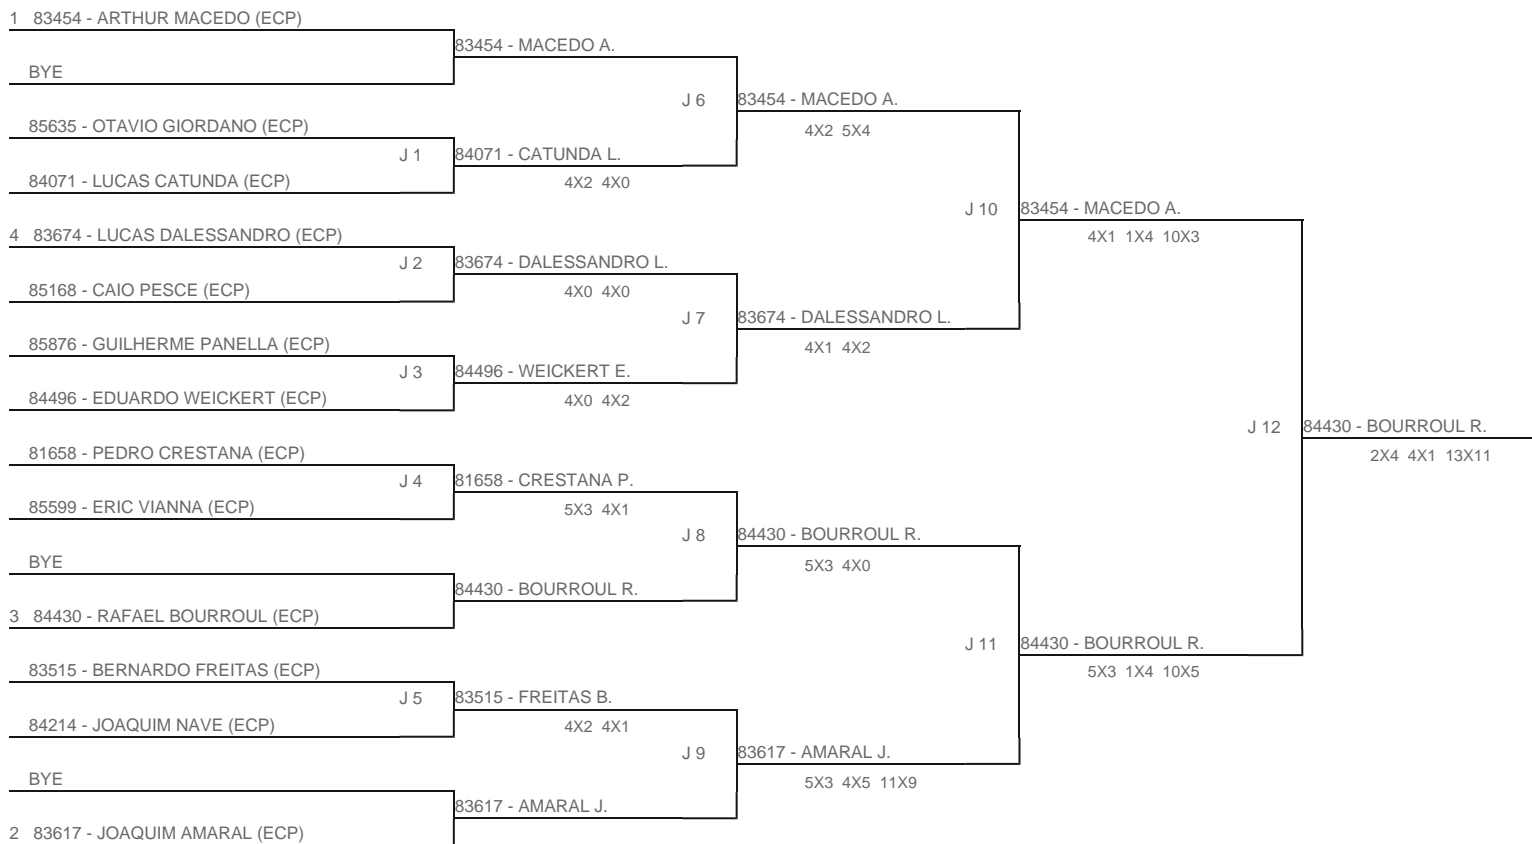 1 83454 - ARTHUR MACEDO (ECP)
83454 - MACEDO A.
BYE
J 6 83454 - MACEDO A.
4X2 5X4
85635 - OTAVIO GIORDANO (ECP)
J 1 84071 - CATUNDA L.
4X2 4X0
84071 - LUCAS CATUNDA (ECP)
J 10 83454 - MACEDO A.
4X1 1X4 10X3
4 83674 - LUCAS DALESSANDRO (ECP)
J 2 83674 - DALESSANDRO L.
4X0 4X0
85168 - CAIO PESCE (ECP)
J 7 83674 - DALESSANDRO L.
4X1 4X2
85876 - GUILHERME PANELLA (ECP)
J 3 84496 - WEICKERT E.
4X0 4X2
84496 - EDUARDO WEICKERT (ECP)
J 12 84430 - BOURROUL R.
2X4 4X1 13X11
81658 - PEDRO CRESTANA (ECP)
J 4 81658 - CRESTANA P.
5X3 4X1
85599 - ERIC VIANNA (ECP)
J 8 84430 - BOURROUL R.
5X3 4X0
BYE
84430 - BOURROUL R.
3 84430 - RAFAEL BOURROUL (ECP)
J 11 84430 - BOURROUL R.
5X3 1X4 10X5
83515 - BERNARDO FREITAS (ECP)
J 5 83515 - FREITAS B.
4X2 4X1
84214 - JOAQUIM NAVE (ECP)
J 9 83617 - AMARAL J.
5X3 4X5 11X9
BYE
83617 - AMARAL J.
2 83617 - JOAQUIM AMARAL (ECP)